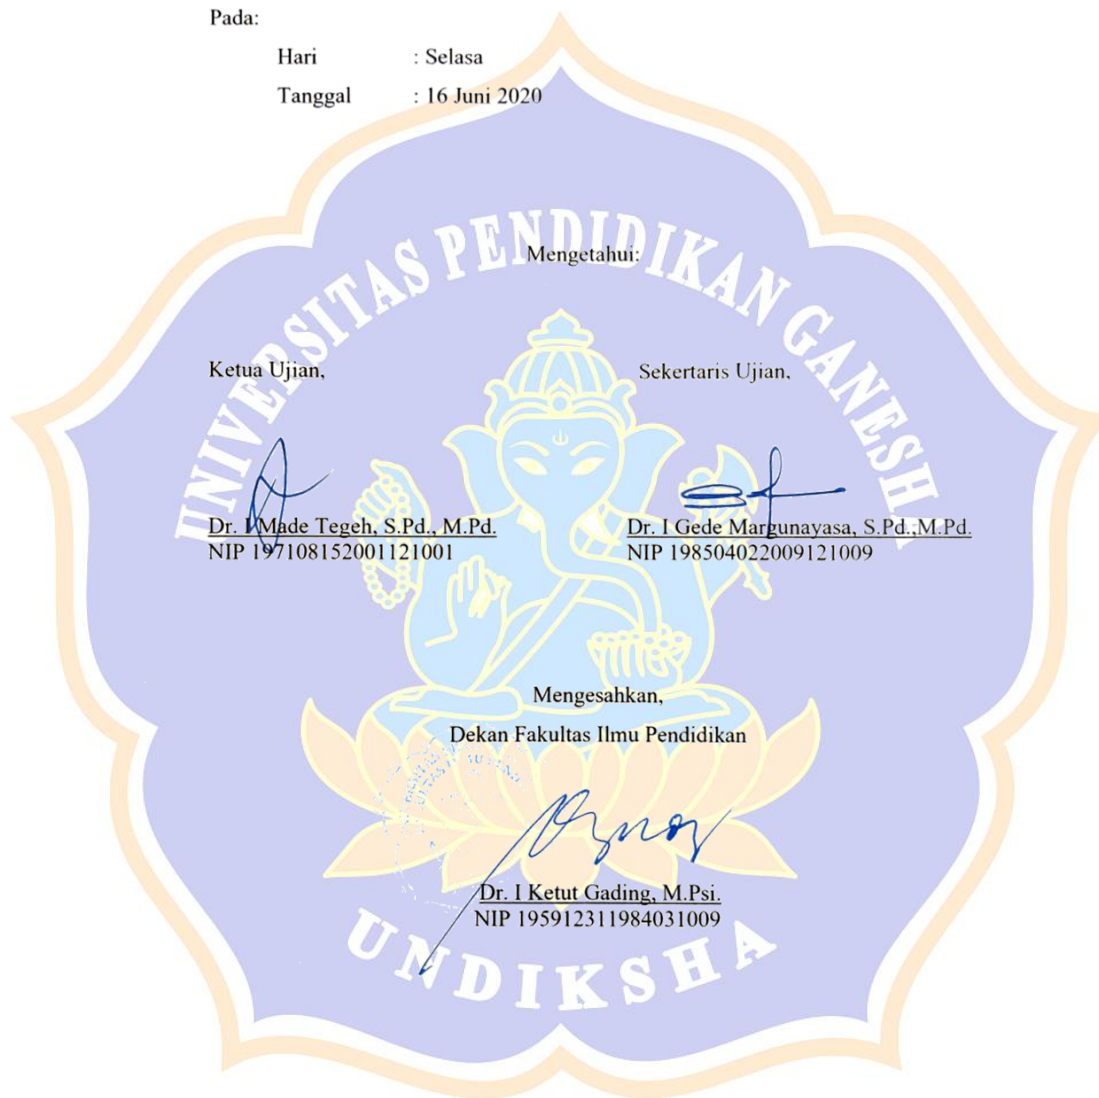 Pada:
Hari : Selasa
Tanggal : 16 Juni 2020
UNIVERSITAS PENDIDIKAN GANESH
Mengetahui:
Ketua Ujian,
Sekertaris Ujian,
Dr. I Made Tegeh, S.Pd., M.Pd.
NIP 197108152001121001
Dr. I Gede Margunayasa, S.Pd.,M.Pd.
NIP 198504022009121009
Mengesahkan,
Dekan Fakultas Ilmu Pendidikan
Dr. I Ketut Gading, M.Psi.
NIP 195912311984031009
UNDIKSHA